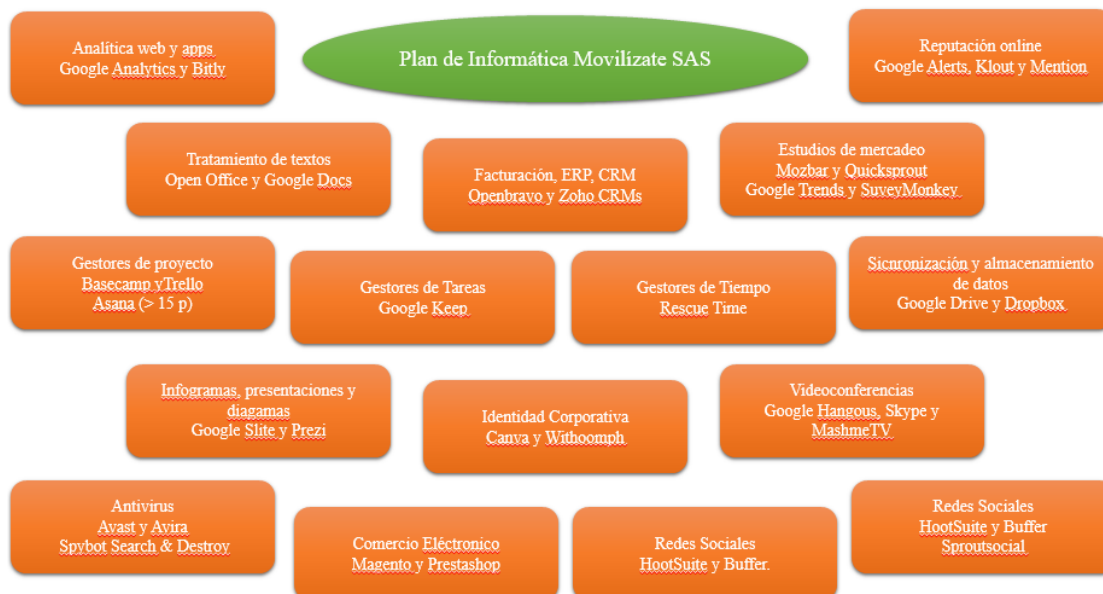 Analítica web y apps
Google Analytics y Bitly
Plan de Informática Movilízate SAS
Reputación online
Google Alerts, Klout y Mention
Tratamiento de textos
Open Office y Google Docs
Facturación, ERP, CRM
Openbravo y Zoho CRMs
Estudios de mercadeo
Mozbar y Quicksprout
Google Trends y SuveyMonkey
Gestores de proyecto
Basecamp yTrello
Asana (> 15 p)
Gestores de Tareas
Google Keep
Gestores de Tiempo
Rescue Time
Sicnronización y almacenamiento
de datos
Google Drive y Dropbox
Infogramas, presentaciones y
diagamas
Google Slite y Prezi
Identidad Corporativa
Canva y Withoomph
Videoconferencias
Google Hangous, Skype y
MashmeTV
Antivirus
Avast y Avira
Spybot Search & Destroy
Comercio Eléctronico
Magento y Prestashop
Redes Sociales
HootSuite y Buffer.
Redes Sociales
HootSuite y Buffer
Sproutsocial